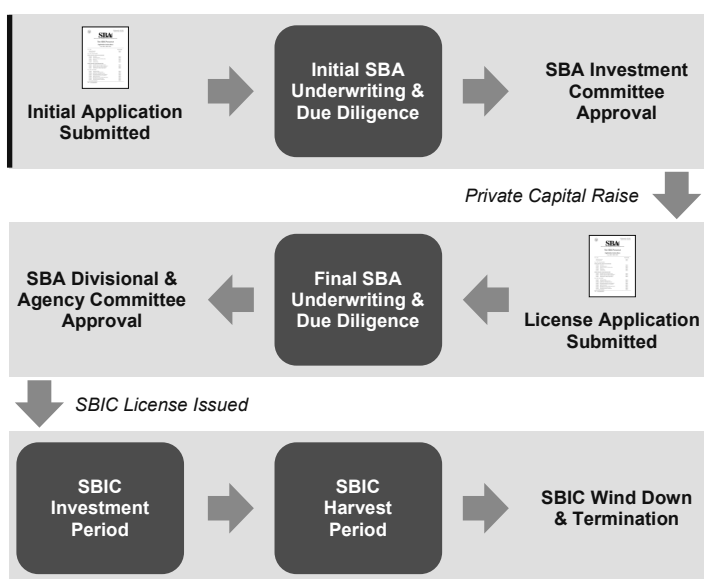 SBA
Initial Application
Submitted
Initial SBA
Underwriting &
Due Diligence
SBA Investment
Committee
Approval
Private Capital Raise
SBA
License Application
Submitted
Final SBA
Underwriting &
Due Diligence
SBA Divisional &
Agency Committee
Approval
SBIC License Issued
SBIC
Investment
Period
SBIC
Harvest
Period
SBIC Wind Down
& Termination